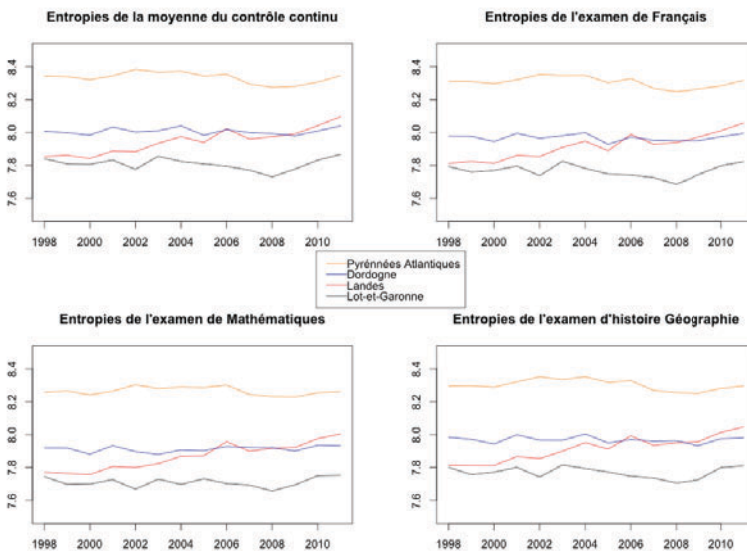 Entropies de la moyenne du contrôle continu
8.4
8.2
8.0
7.8
7.6
1998 2000 2002 2004 2006 2008 2010
Entropies de l'examen de Français
8.4
8.2
8.0
7.8
7.6
1998 2000 2002 2004 2006 2008 2010
Pyrénnées Atlantiques
Dordogne
Landes
Lot-et-Garonne
Entropies de l'examen de Mathématiques
8.4
8.2
8.0
7.8
7.6
1998 2000 2002 2004 2006 2008 2010
Entropies de l'examen d'histoire Géographie
8.4
8.2
8.0
7.8
7.6
1998 2000 2002 2004 2006 2008 2010